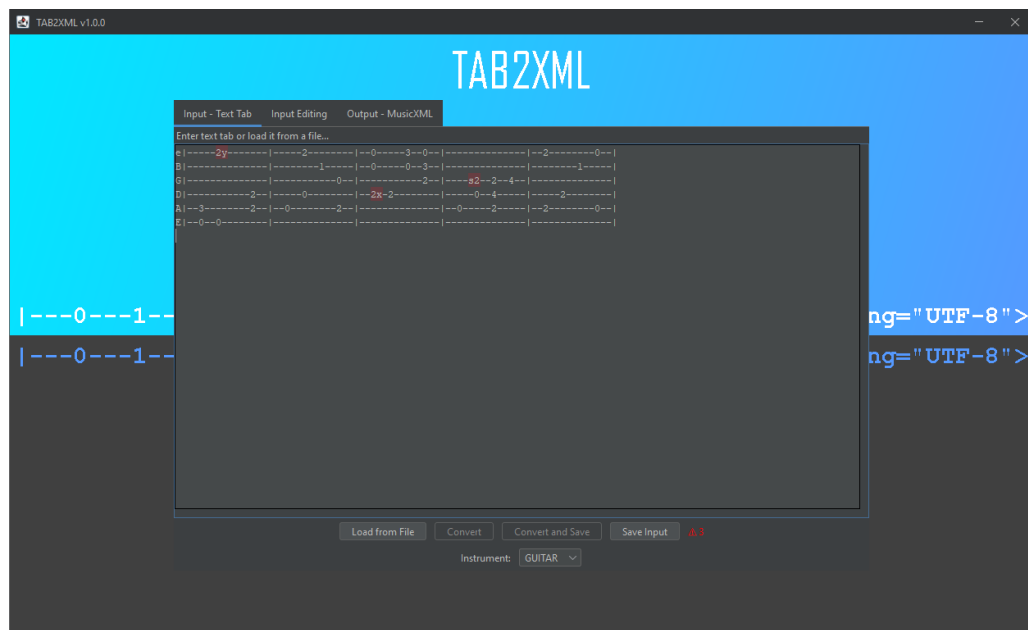 TAB2XML v1.0.0
TAB2XML
Input - Text Tab Input Editing Output - MusicXML
Enter text tab or load it from a file...
e|-----2y-------|-----2--------|--0-----3--0--|--------------|--2--------0--|
B|--------------|--------1-----|--0-----0--3--|--------------|--------1-----|
G|--------------|-----------0--|-----------2--|----s2--2--4--|--------------|
D|-----------2--|-----0--------|--2x-2--------|-----0--4-----|-----2--------|
A|--3--------2--|--0--------2--|--------------|--0-----2-----|--2--------0--|
E|--0--0--------|--------------|--------------|--------------|--------------|
|---0---1-- ng="UTF-8">
|---0---1-- ng="UTF-8">
Load from File Convert Convert and Save Save Input ⚠3
Instrument: GUITAR